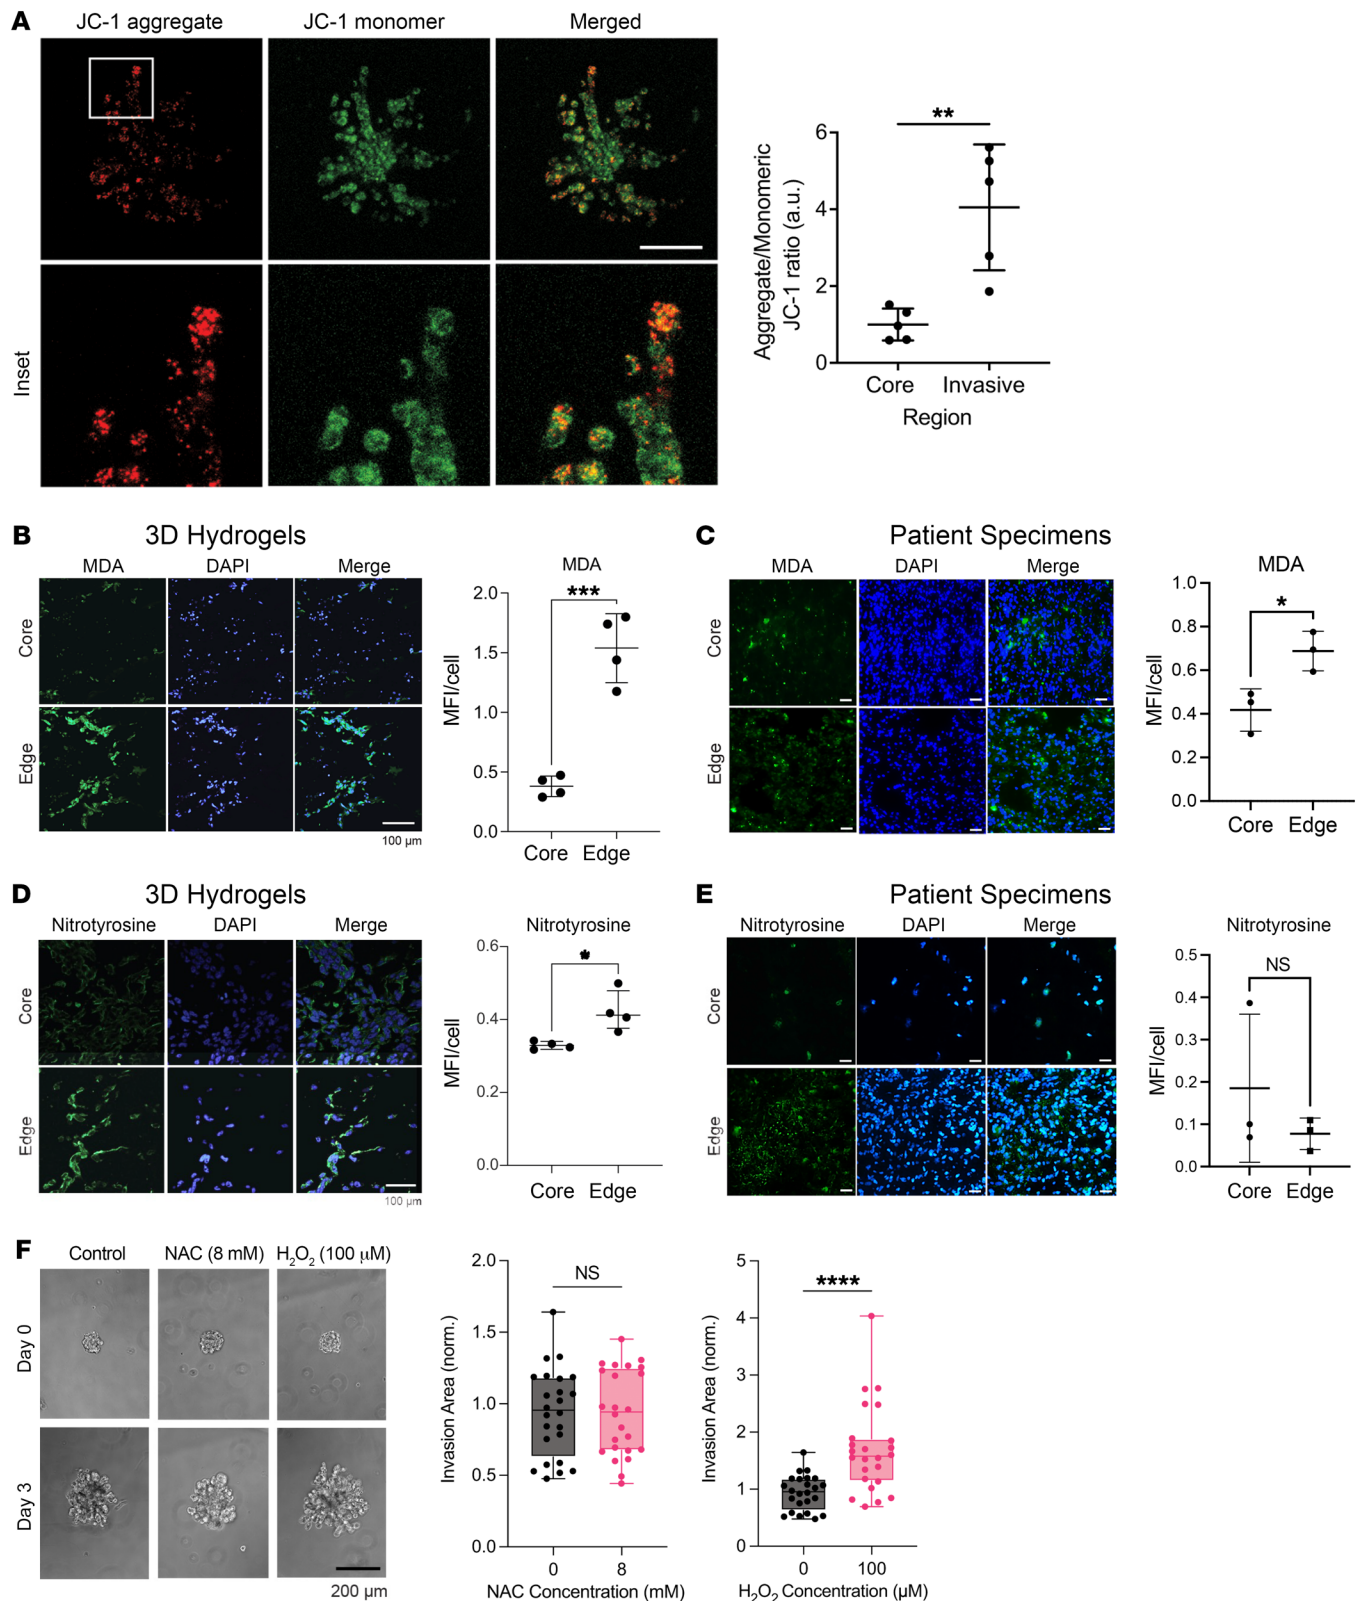 A
JC-1 aggregate JC-1 monomer Merged
Inset
Aggregate/Monomeric
JC-1 ratio (a.u.)
6
4
2
0
**
Core Invasive
Region
B
3D Hydrogels
MDA DAPI Merge
Core
Edge
100 μm
MDA
***
MFI/cell
2.0
1.5
1.0
0.5
0.0
Core Edge
C
Patient Specimens
MDA DAPI Merge
Core
Edge
MDA
*
MFI/cell
1.0
0.8
0.6
0.4
0.2
0.0
Core Edge
D
3D Hydrogels
Nitrotyrosine DAPI Merge
Core
Edge
100 μm
Nitrotyrosine
*
MFI/cell
0.6
0.4
0.2
0.0
Core Edge
E
Patient Specimens
Nitrotyrosine DAPI Merge
Core
Edge
Nitrotyrosine
NS
MFI/cell
0.5
0.4
0.3
0.2
0.1
0.0
Core Edge
F
Control NAC (8 mM) H2O2 (100 μM)
Day 0
Day 3
200 μm
NS
Invasion Area (norm.)
2.0
1.5
1.0
0.5
0.0
0 8
NAC Concentration (mM)
****
Invasion Area (norm.)
5
4
3
2
1
0
0 100
H2O2 Concentration (μM)